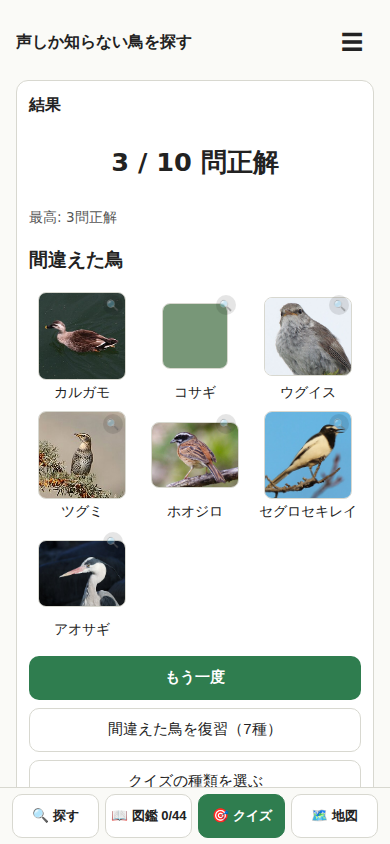 声しか知らない鳥を探す
☰
結果
3 / 10 問正解
最高: 3問正解
間違えた鳥
カルガモ
コサギ
ウグイス
ツグミ
ホオジロ
セグロセキレイ
アオサギ
もう一度
間違えた鳥を復習（7種）
クイズの種類を選ぶ
🔍 探す
📖 図鑑 0/44
🎯 クイズ
🗺️ 地図